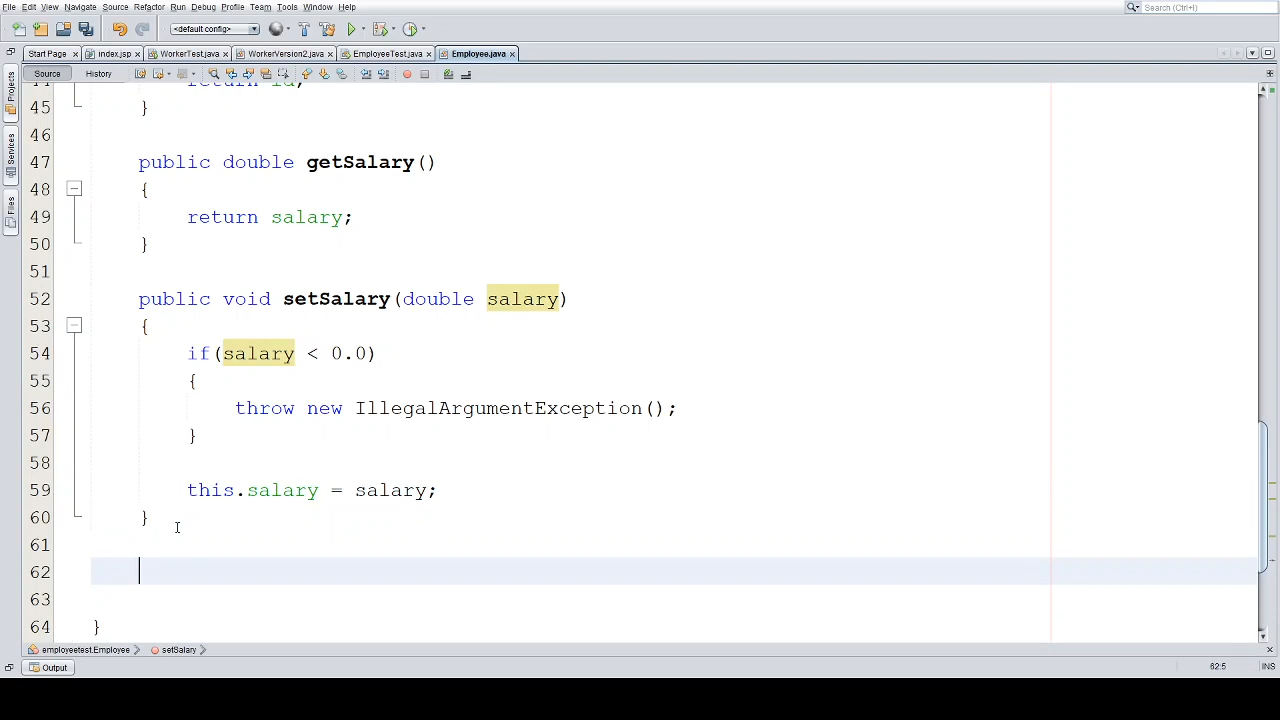 File Edit View Navigate Source Refactor Run Debug Profile Team Tools Window Help
Search (Ctrl+I)
<default config>
Start Page index.jsp WorkerTest.java WorkerVersion2.java EmployeeTest.java Employee.java
Source History
Projects
Services
Files
45 }
46
47 public double getSalary()
48 {
49 return salary;
50 }
51
52 public void setSalary(double salary)
53 {
54 if(salary < 0.0)
55 {
56 throw new IllegalArgumentException();
57 }
58
59 this.salary = salary;
60 }
61
62
63
64 }
employeetest.Employee setSalary
Output
62:5 INS